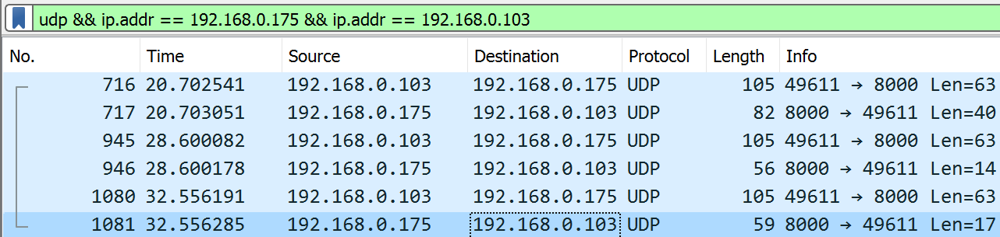 udp && ip.addr == 192.168.0.175 && ip.addr == 192.168.0.103
No. Time Source Destination Protocol Length Info
716 20.702541 192.168.0.103 192.168.0.175 UDP 105 49611 → 8000 Len=63
717 20.703051 192.168.0.175 192.168.0.103 UDP 82 8000 → 49611 Len=40
945 28.600082 192.168.0.103 192.168.0.175 UDP 105 49611 → 8000 Len=63
946 28.600178 192.168.0.175 192.168.0.103 UDP 56 8000 → 49611 Len=14
1080 32.556191 192.168.0.103 192.168.0.175 UDP 105 49611 → 8000 Len=63
1081 32.556285 192.168.0.175 192.168.0.103 UDP 59 8000 → 49611 Len=17